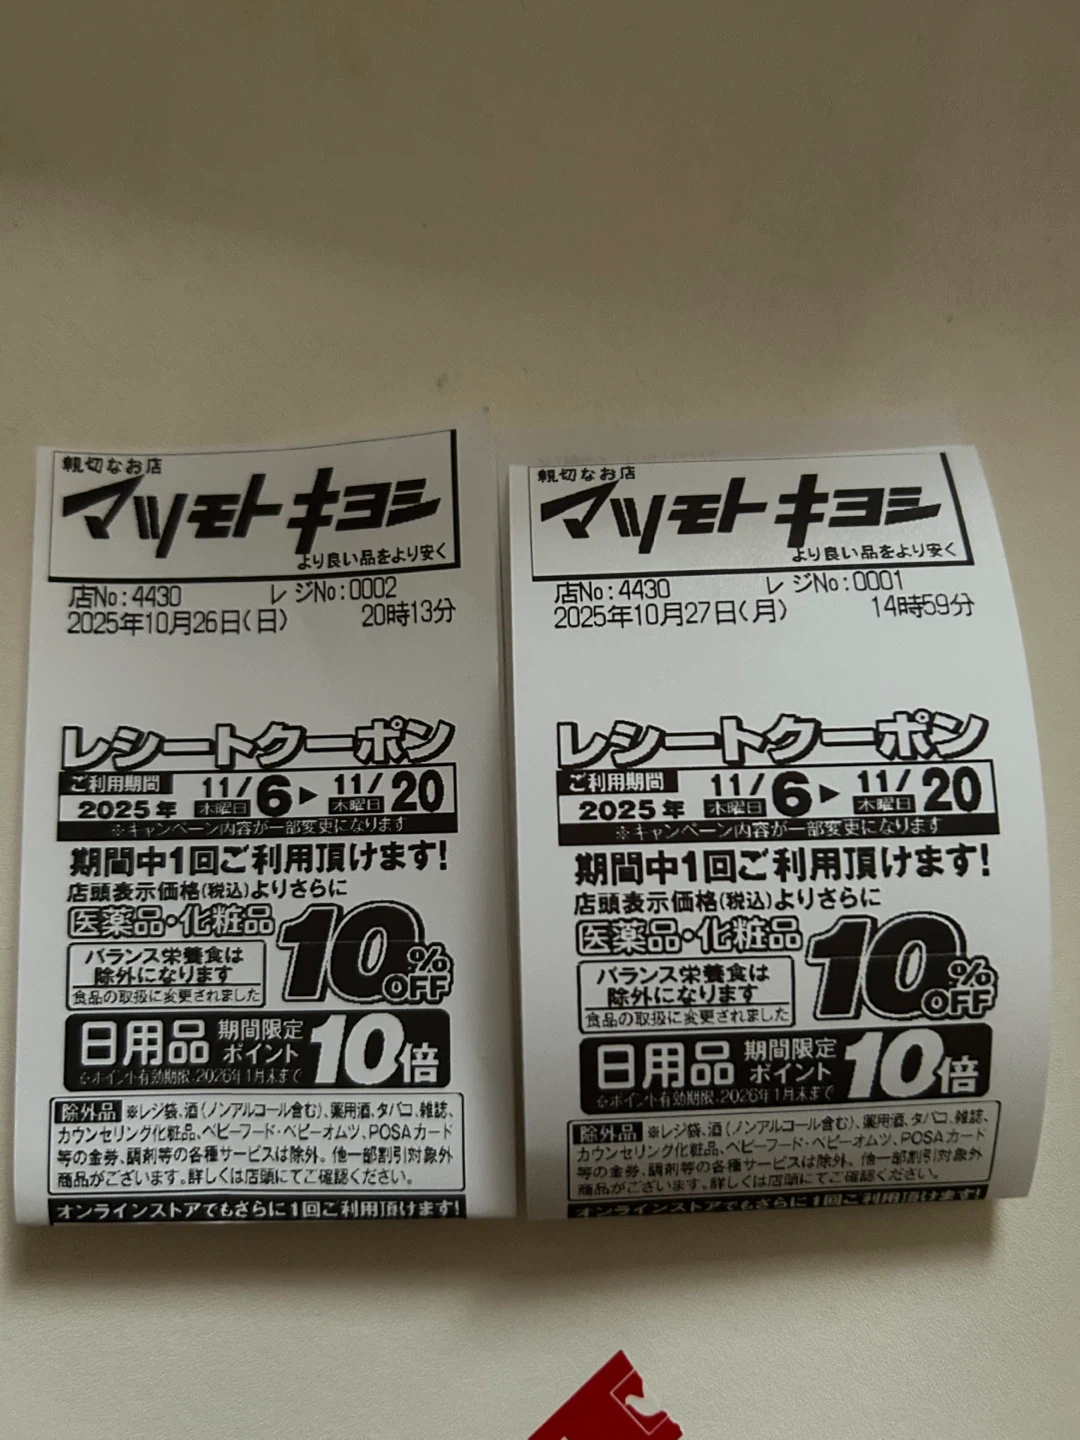 親切なお店
マツモトキヨシ
より良い品をより安く
店No:4430 レジNo:0002
2025年10月26日(日) 20時13分
レシートクーポン
ご利用期間
2025年 11/6 木曜日 ▶ 11/20 木曜日
※キャンペーン内容が一部変更になります
期間中1回ご利用頂けます!
店頭表示価格(税込)よりさらに
医薬品・化粧品 10%OFF
バランス栄養食は
除外になります
食品の取扱に変更されました
日用品 期間限定ポイント 10倍
※ポイント有効期限:2026年1月末まで
除外品 ※レジ袋、酒(ノンアルコール含む)、薬用酒、タバコ、雑誌、
カウンセリング化粧品、ベビーフード・ベビーオムツ、POSAカード
等の金券、調剤等の各種サービスは除外。他一部割引対象外
商品がございます。詳しくは店頭にてご確認ください。
オンラインストアでもさらに1回ご利用頂けます!
親切なお店
マツモトキヨシ
より良い品をより安く
店No:4430 レジNo:0001
2025年10月27日(月) 14時59分
レシートクーポン
ご利用期間
2025年 11/6 木曜日 ▶ 11/20 木曜日
※キャンペーン内容が一部変更になります
期間中1回ご利用頂けます!
店頭表示価格(税込)よりさらに
医薬品・化粧品 10%OFF
バランス栄養食は
除外になります
食品の取扱に変更されました
日用品 期間限定ポイント 10倍
※ポイント有効期限:2026年1月末まで
除外品 ※レジ袋、酒(ノンアルコール含む)、薬用酒、タバコ、雑誌、
カウンセリング化粧品、ベビーフード・ベビーオムツ、POSAカード
等の金券、調剤等の各種サービスは除外。他一部割引対象外
商品がございます。詳しくは店頭にてご確認ください。
オンラインストアでもさらに1回ご利用頂けます!